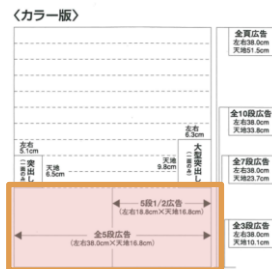 〈カラー版〉
全頁広告
左右38.0cm
天地51.5cm
全10段広告
左右38.0cm
天地33.8cm
左右
6.3cm
大型突出し
天地
9.8cm
左右
5.1cm
突出し
天地
6.5cm
全7段広告
左右38.0cm
天地23.7cm
5段1/2広告
(左右18.8cm×天地16.8cm)
全5段広告
(左右38.0cm×天地16.8cm)
全3段広告
左右38.0cm
天地10.1cm